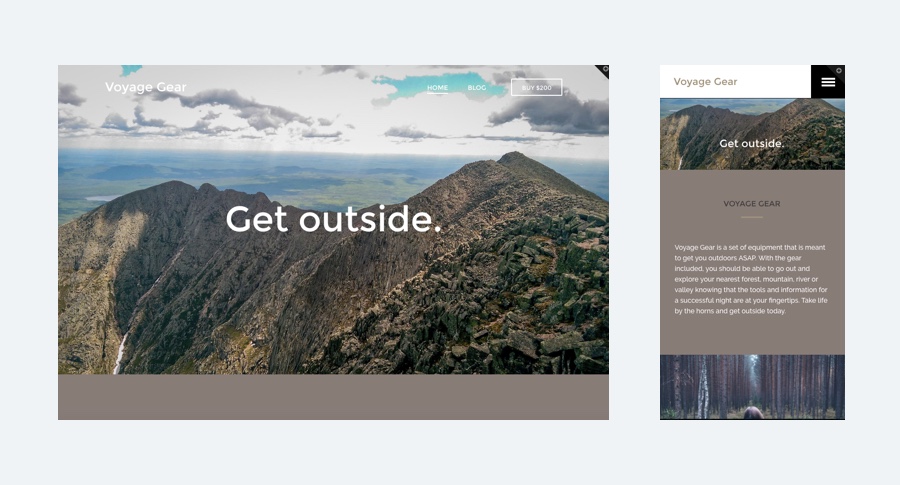 Voyage Gear
HOME
BLOG
BUY $200
Get outside.
Voyage Gear
Get outside.
VOYAGE GEAR
Voyage Gear is a set of equipment that is meant
to get you outdoors ASAP. With the gear
included, you should be able to go out and
explore your nearest forest, mountain, river or
valley knowing that the tools and information for
a successful night are at your fingertips. Take life
by the horns and get outside today.